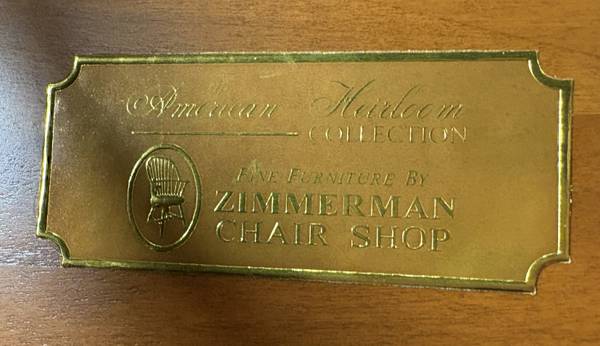 American Heirloom
COLLECTION
FINE FURNITURE BY
ZIMMERMAN
CHAIR SHOP